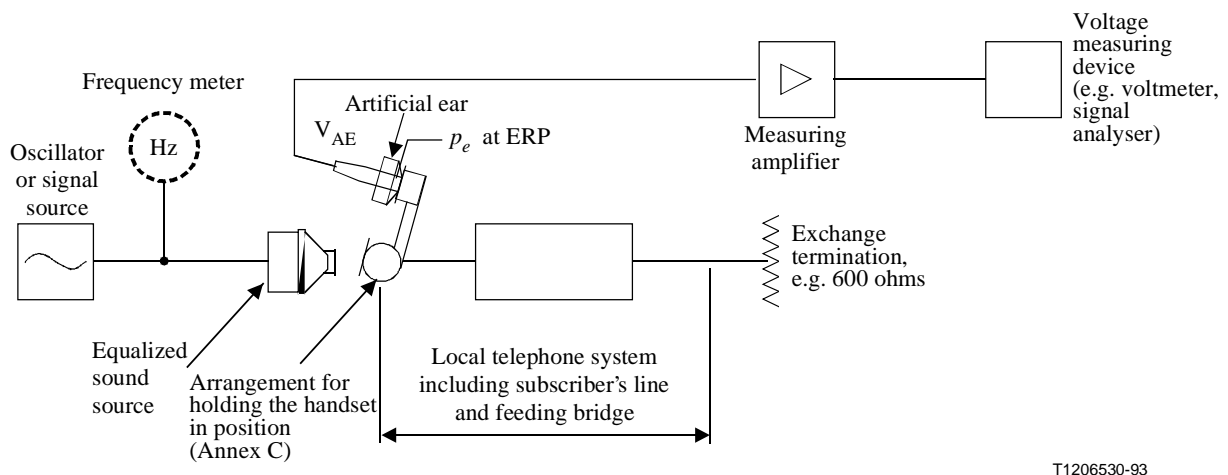 Frequency meter
Hz
Oscillator
or signal
source
V_AE
Artificial ear
p_e at ERP
Measuring
amplifier
Voltage
measuring
device
(e.g. voltmeter,
signal
analyser)
Exchange
termination,
e.g. 600 ohms
Equalized
sound
source
Arrangement for
holding the handset
in position
(Annex C)
Local telephone system
including subscriber’s line
and feeding bridge
T1206530-93